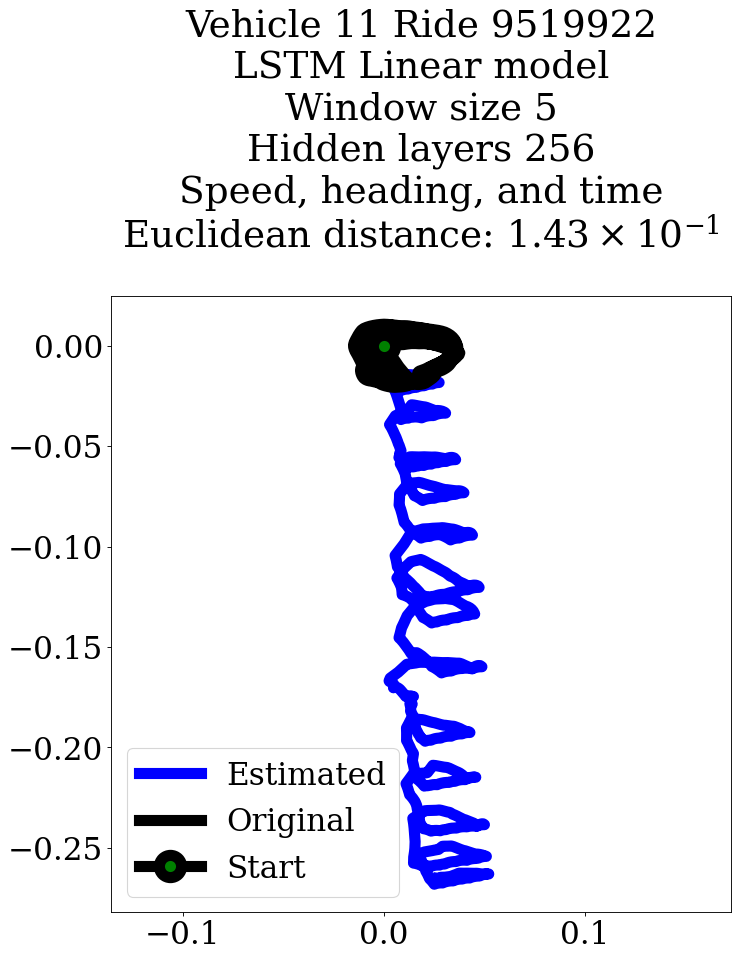 Vehicle 11 Ride 9519922
LSTM Linear model
Window size 5
Hidden layers 256
Speed, heading, and time
Euclidean distance: 1.43 × 10⁻¹
0.00
−0.05
−0.10
−0.15
−0.20
−0.25
Estimated
Original
Start
−0.1 0.0 0.1